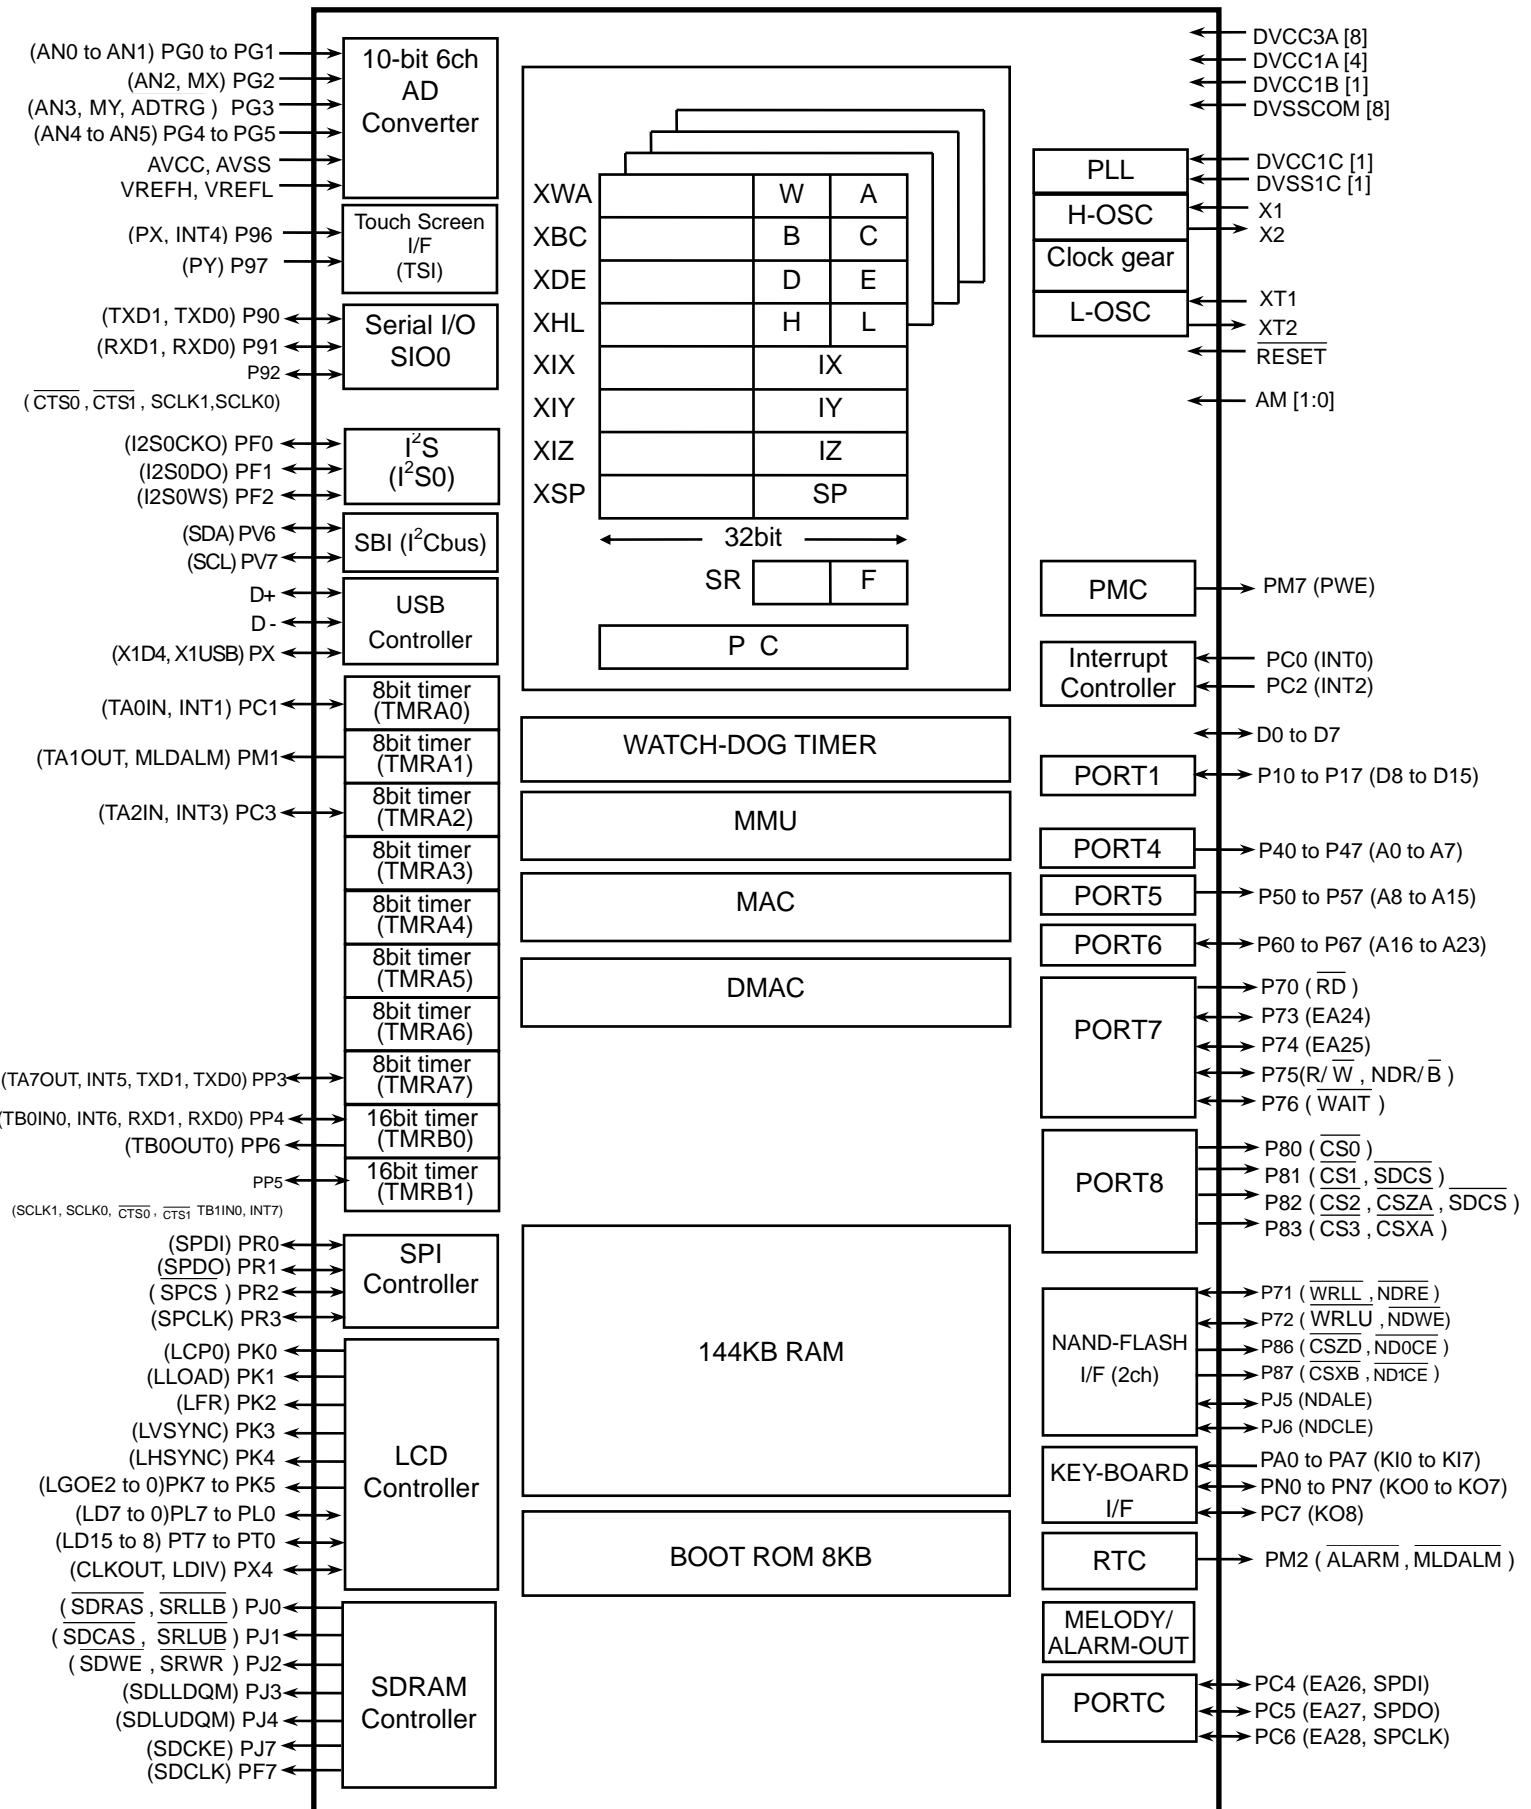 (AN0 to AN1) PG0 to PG1
(AN2, MX) PG2
(AN3, MY, ADTRG ) PG3
(AN4 to AN5) PG4 to PG5
AVCC, AVSS
VREFH, VREFL
10-bit 6ch
AD
Converter
(PX, INT4) P96
(PY) P97
Touch Screen
I/F
(TSI)
(TXD1, TXD0) P90
(RXD1, RXD0) P91
P92
( CTS0 , CTS1 , SCLK1,SCLK0)
Serial I/O
SIO0
(I2S0CKO) PF0
(I2S0DO) PF1
(I2S0WS) PF2
I²S
(I²S0)
(SDA) PV6
(SCL) PV7
SBI (I²Cbus)
D+
D -
(X1D4, X1USB) PX
USB
Controller
(TA0IN, INT1) PC1
8bit timer
(TMRA0)
(TA1OUT, MLDALM) PM1
8bit timer
(TMRA1)
(TA2IN, INT3) PC3
8bit timer
(TMRA2)
8bit timer
(TMRA3)
8bit timer
(TMRA4)
8bit timer
(TMRA5)
8bit timer
(TMRA6)
(TA7OUT, INT5, TXD1, TXD0) PP3
8bit timer
(TMRA7)
(TB0IN0, INT6, RXD1, RXD0) PP4
(TB0OUT0) PP6
16bit timer
(TMRB0)
PP5
(SCLK1, SCLK0, CTS0 , CTS1 TB1IN0, INT7)
16bit timer
(TMRB1)
(SPDI) PR0
(SPDO) PR1
( SPCS ) PR2
(SPCLK) PR3
SPI
Controller
(LCP0) PK0
(LLOAD) PK1
(LFR) PK2
(LVSYNC) PK3
(LHSYNC) PK4
(LGOE2 to 0)PK7 to PK5
(LD7 to 0)PL7 to PL0
(LD15 to 8) PT7 to PT0
(CLKOUT, LDIV) PX4
LCD
Controller
( SDRAS , SRLLB ) PJ0
( SDCAS , SRLUB ) PJ1
( SDWE , SRWR ) PJ2
(SDLLDQM) PJ3
(SDLUDQM) PJ4
(SDCKE) PJ7
(SDCLK) PF7
SDRAM
Controller
XWA W A
XBC B C
XDE D E
XHL H L
XIX IX
XIY IY
XIZ IZ
XSP SP
32bit
SR F
P C
WATCH-DOG TIMER
MMU
MAC
DMAC
144KB RAM
BOOT ROM 8KB
DVCC3A [8]
DVCC1A [4]
DVCC1B [1]
DVSSCOM [8]
PLL
DVCC1C [1]
DVSS1C [1]
H-OSC
X1
X2
Clock gear
L-OSC
XT1
XT2
RESET
AM [1:0]
PMC
PM7 (PWE)
Interrupt
Controller
PC0 (INT0)
PC2 (INT2)
D0 to D7
PORT1
P10 to P17 (D8 to D15)
PORT4
P40 to P47 (A0 to A7)
PORT5
P50 to P57 (A8 to A15)
PORT6
P60 to P67 (A16 to A23)
PORT7
P70 ( RD )
P73 (EA24)
P74 (EA25)
P75(R/ W , NDR/ B )
P76 ( WAIT )
PORT8
P80 ( CS0 )
P81 ( CS1 , SDCS )
P82 ( CS2 , CSZA , SDCS )
P83 ( CS3 , CSXA )
NAND-FLASH
I/F (2ch)
P71 ( WRLL , NDRE )
P72 ( WRLU , NDWE)
P86 ( CSZD , ND0CE )
P87 ( CSXB , ND1CE )
PJ5 (NDALE)
PJ6 (NDCLE)
KEY-BOARD
I/F
PA0 to PA7 (KI0 to KI7)
PN0 to PN7 (KO0 to KO7)
PC7 (KO8)
RTC
PM2 ( ALARM , MLDALM )
MELODY/
ALARM-OUT
PORTC
PC4 (EA26, SPDI)
PC5 (EA27, SPDO)
PC6 (EA28, SPCLK)